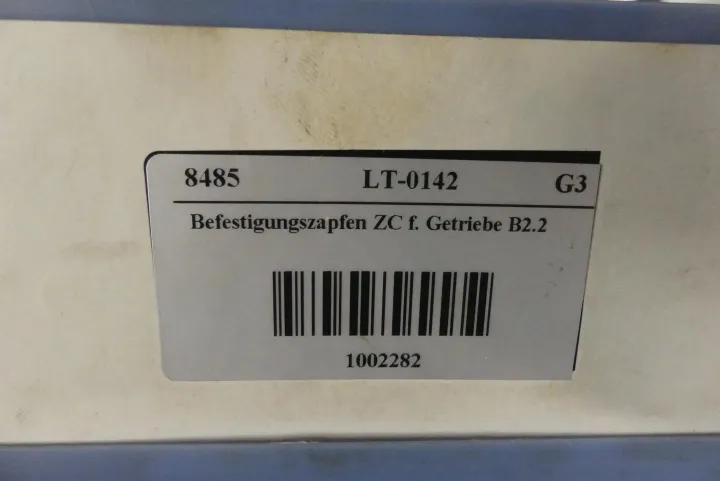 8485 LT-0142 G3
Befestigungszapfen ZC f. Getriebe B2.2
1002282